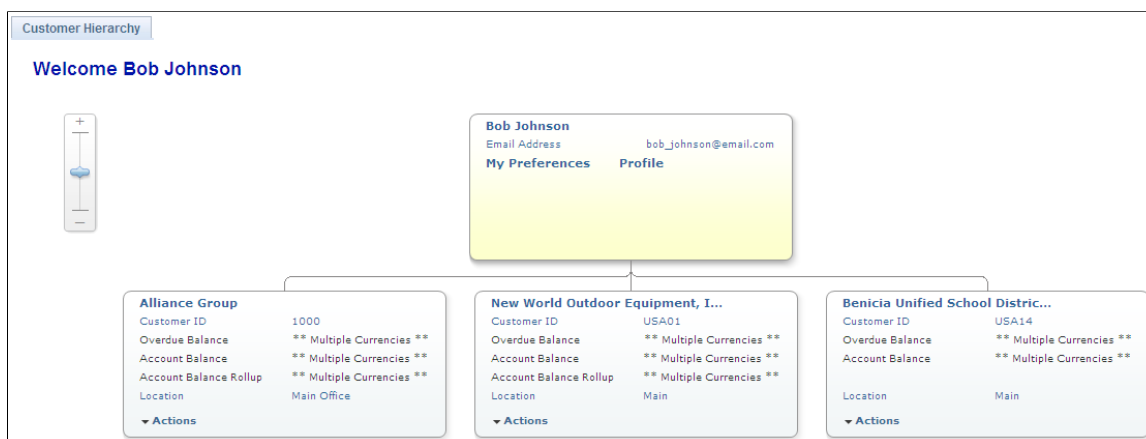 Customer Hierarchy
Welcome Bob Johnson
+
−
Bob Johnson
Email Address bob_johnson@email.com
My Preferences Profile
Alliance Group
Customer ID 1000
Overdue Balance ** Multiple Currencies **
Account Balance ** Multiple Currencies **
Account Balance Rollup ** Multiple Currencies **
Location Main Office
Actions
New World Outdoor Equipment, I...
Customer ID USA01
Overdue Balance ** Multiple Currencies **
Account Balance ** Multiple Currencies **
Account Balance Rollup ** Multiple Currencies **
Location Main
Actions
Benicia Unified School Distric...
Customer ID USA14
Overdue Balance ** Multiple Currencies **
Account Balance ** Multiple Currencies **
Location Main
Actions